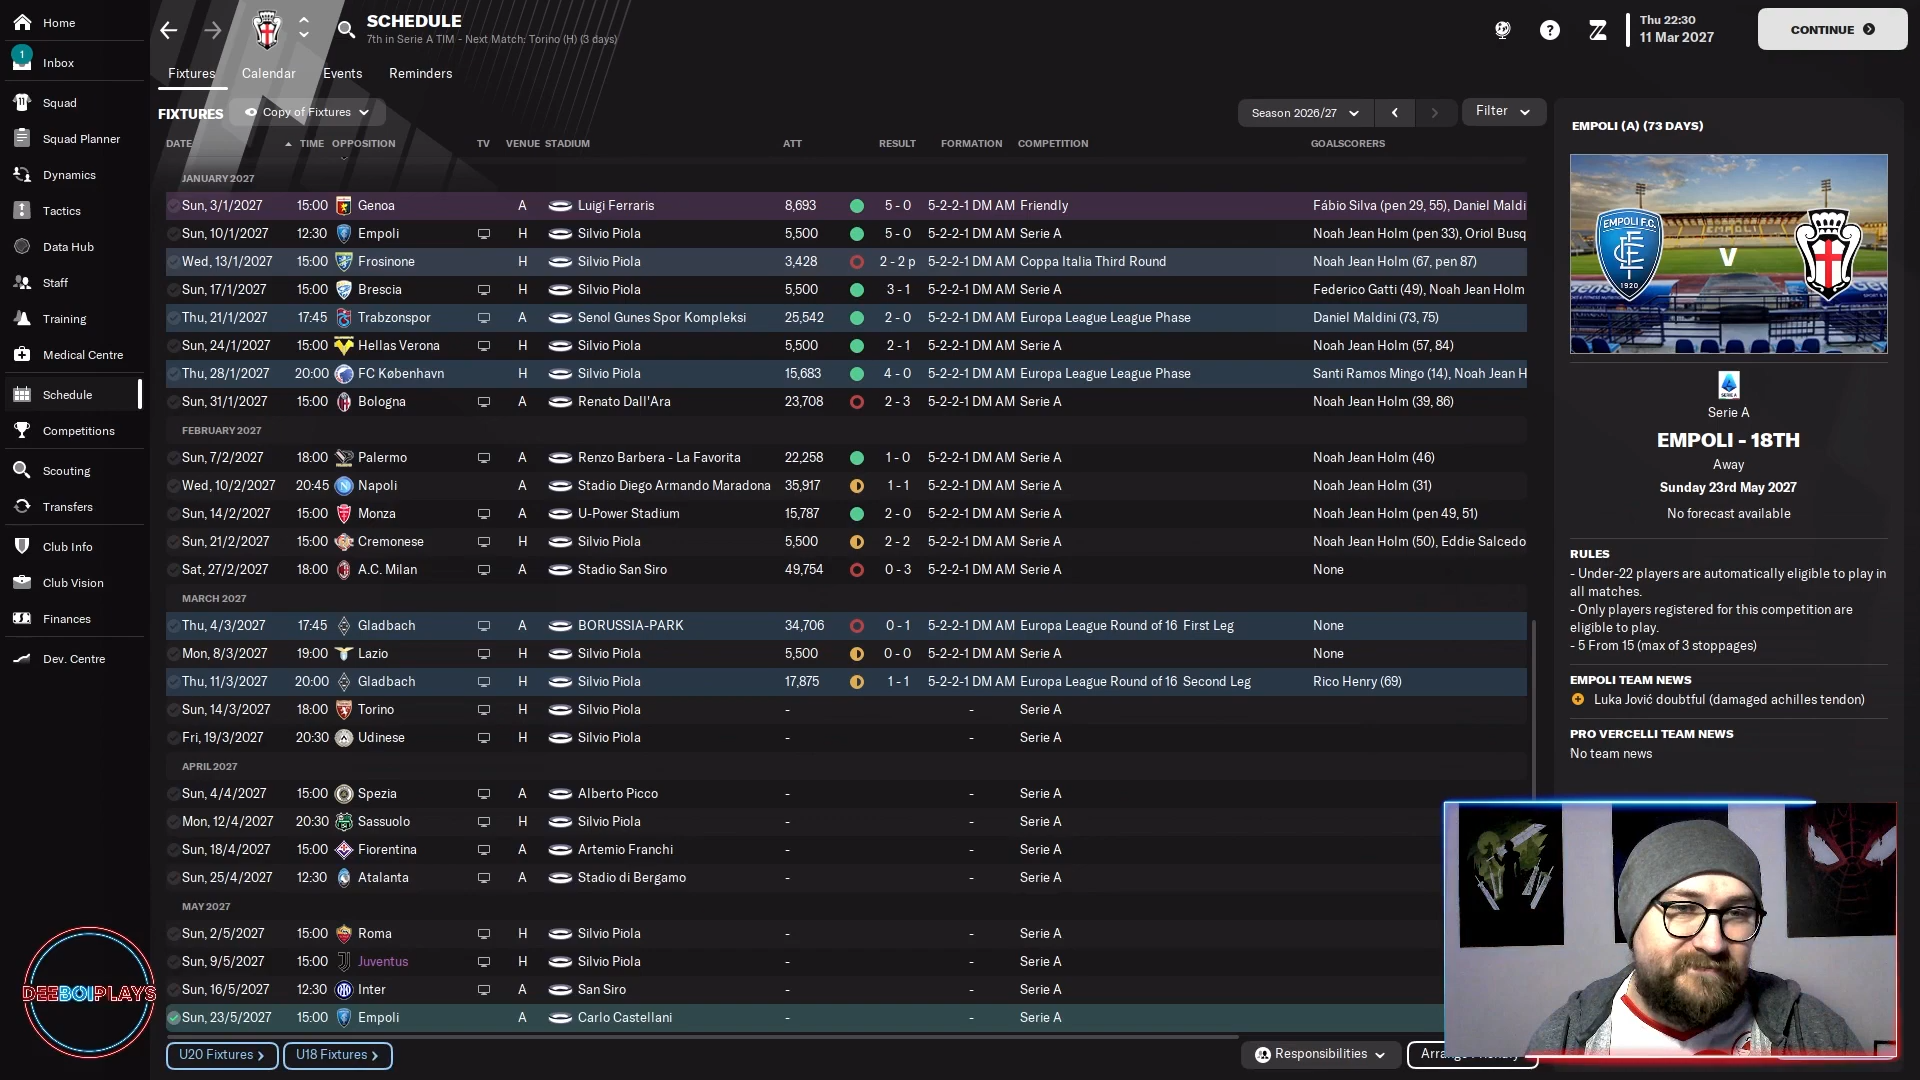 Home
1
Inbox
Squad
Squad Planner
Dynamics
Tactics
Data Hub
Staff
Training
Medical Centre
Schedule
Competitions
Scouting
Transfers
Club Info
Club Vision
Finances
Dev. Centre
DEEBOIPLAYS
SCHEDULE
7th in Serie A TIM - Next Match: Torino (H) (3 days)
Thu 22:30
11 Mar 2027
CONTINUE
Fixtures Calendar Events Reminders
FIXTURES Copy of Fixtures Season 2026/27 Filter
DATE TIME OPPOSITION TV VENUE STADIUM ATT RESULT FORMATION COMPETITION GOALSCORERS
JANUARY 2027
Sun, 3/1/2027 15:00 Genoa A Luigi Ferraris 8,693 5 - 0 5-2-2-1 DM AM Friendly Fábio Silva (pen 29, 55), Daniel Maldi
Sun, 10/1/2027 12:30 Empoli H Silvio Piola 5,500 5 - 0 5-2-2-1 DM AM Serie A Noah Jean Holm (pen 33), Oriol Busq
Wed, 13/1/2027 15:00 Frosinone H Silvio Piola 3,428 2 - 2 p 5-2-2-1 DM AM Coppa Italia Third Round Noah Jean Holm (67, pen 87)
Sun, 17/1/2027 15:00 Brescia H Silvio Piola 5,500 3 - 1 5-2-2-1 DM AM Serie A Federico Gatti (49), Noah Jean Holm
Thu, 21/1/2027 17:45 Trabzonspor A Senol Gunes Spor Kompleksi 25,542 2 - 0 5-2-2-1 DM AM Europa League League Phase Daniel Maldini (73, 75)
Sun, 24/1/2027 15:00 Hellas Verona H Silvio Piola 5,500 2 - 1 5-2-2-1 DM AM Serie A Noah Jean Holm (57, 84)
Thu, 28/1/2027 20:00 FC København H Silvio Piola 15,683 4 - 0 5-2-2-1 DM AM Europa League League Phase Santi Ramos Mingo (14), Noah Jean H
Sun, 31/1/2027 15:00 Bologna A Renato Dall'Ara 23,708 2 - 3 5-2-2-1 DM AM Serie A Noah Jean Holm (39, 86)
FEBRUARY 2027
Sun, 7/2/2027 18:00 Palermo A Renzo Barbera - La Favorita 22,258 1 - 0 5-2-2-1 DM AM Serie A Noah Jean Holm (46)
Wed, 10/2/2027 20:45 Napoli A Stadio Diego Armando Maradona 35,917 1 - 1 5-2-2-1 DM AM Serie A Noah Jean Holm (31)
Sun, 14/2/2027 15:00 Monza A U-Power Stadium 15,787 2 - 0 5-2-2-1 DM AM Serie A Noah Jean Holm (pen 49, 51)
Sun, 21/2/2027 15:00 Cremonese H Silvio Piola 5,500 2 - 2 5-2-2-1 DM AM Serie A Noah Jean Holm (50), Eddie Salcedo
Sat, 27/2/2027 18:00 A.C. Milan A Stadio San Siro 49,754 0 - 3 5-2-2-1 DM AM Serie A None
MARCH 2027
Thu, 4/3/2027 17:45 Gladbach A BORUSSIA-PARK 34,706 0 - 1 5-2-2-1 DM AM Europa League Round of 16 First Leg None
Mon, 8/3/2027 19:00 Lazio H Silvio Piola 5,500 0 - 0 5-2-2-1 DM AM Serie A None
Thu, 11/3/2027 20:00 Gladbach H Silvio Piola 17,875 1 - 1 5-2-2-1 DM AM Europa League Round of 16 Second Leg Rico Henry (69)
Sun, 14/3/2027 18:00 Torino H Silvio Piola - - Serie A
Fri, 19/3/2027 20:30 Udinese H Silvio Piola - - Serie A
APRIL 2027
Sun, 4/4/2027 15:00 Spezia A Alberto Picco - - Serie A
Mon, 12/4/2027 20:30 Sassuolo H Silvio Piola - - Serie A
Sun, 18/4/2027 15:00 Fiorentina A Artemio Franchi - - Serie A
Sun, 25/4/2027 12:30 Atalanta A Stadio di Bergamo - - Serie A
MAY 2027
Sun, 2/5/2027 15:00 Roma H Silvio Piola - - Serie A
Sun, 9/5/2027 15:00 Juventus H Silvio Piola - - Serie A
Sun, 16/5/2027 12:30 Inter A San Siro - - Serie A
Sun, 23/5/2027 15:00 Empoli A Carlo Castellani - - Serie A
U20 Fixtures U18 Fixtures Responsibilities Arrange Friendly
EMPOLI (A) (73 DAYS)
EMPOLI F.C.
1920
V
Serie A
EMPOLI - 18TH
Away
Sunday 23rd May 2027
No forecast available
RULES
- Under-22 players are automatically eligible to play in
all matches.
- Only players registered for this competition are
eligible to play.
- 5 From 15 (max of 3 stoppages)
EMPOLI TEAM NEWS
Luka Jović doubtful (damaged achilles tendon)
PRO VERCELLI TEAM NEWS
No team news